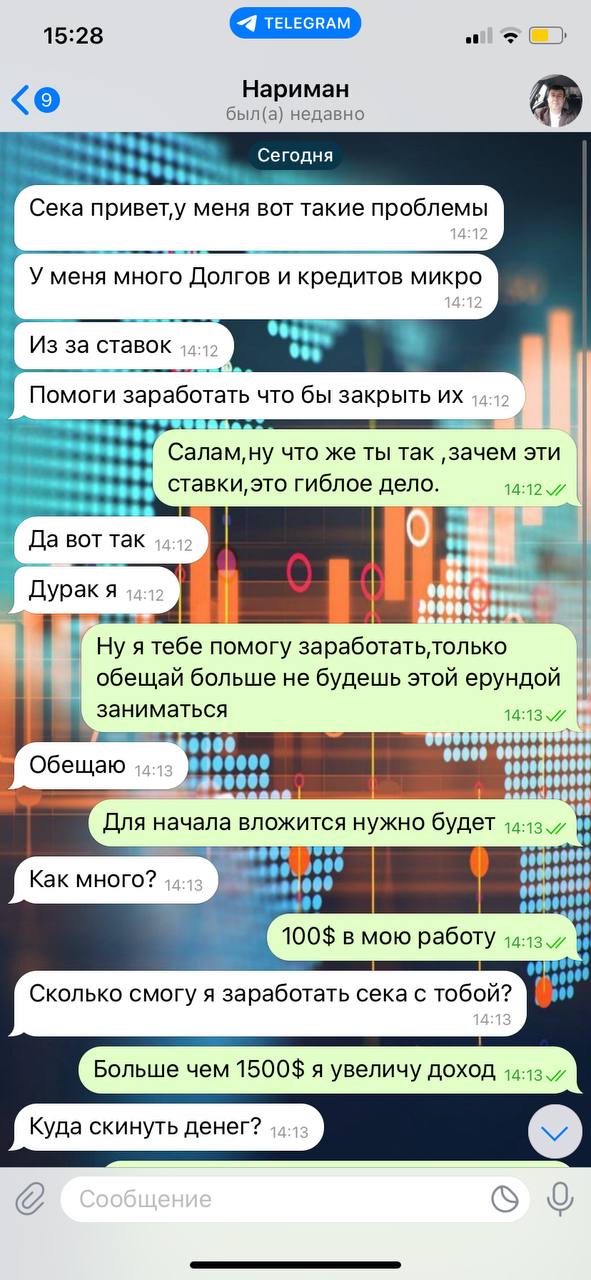 15:28
TELEGRAM
9
Нариман
был(а) недавно
Сегодня
Сека привет,у меня вот такие проблемы
14:12
У меня много Долгов и кредитов микро
14:12
Из за ставок 14:12
Помоги заработать что бы закрыть их 14:12
Салам,ну что же ты так ,зачем эти
ставки,это гиблое дело. 14:12
Да вот так 14:12
Дурак я 14:12
Ну я тебе помогу заработать,только
обещай больше не будешь этой ерундой
заниматься 14:13
Обещаю 14:13
Для начала вложится нужно будет 14:13
Как много? 14:13
100$ в мою работу 14:13
Сколько смогу я заработать сека с тобой?
14:13
Больше чем 1500$ я увеличу доход 14:13
Куда скинуть денег? 14:13
Сообщение